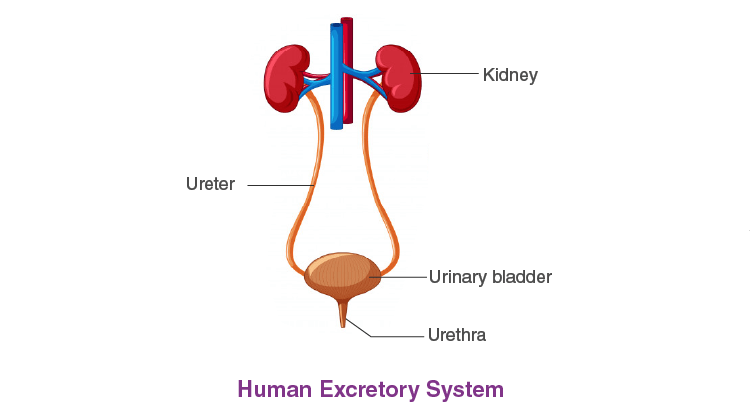 Kidney
Ureter
Urinary bladder
Urethra
Human Excretory System